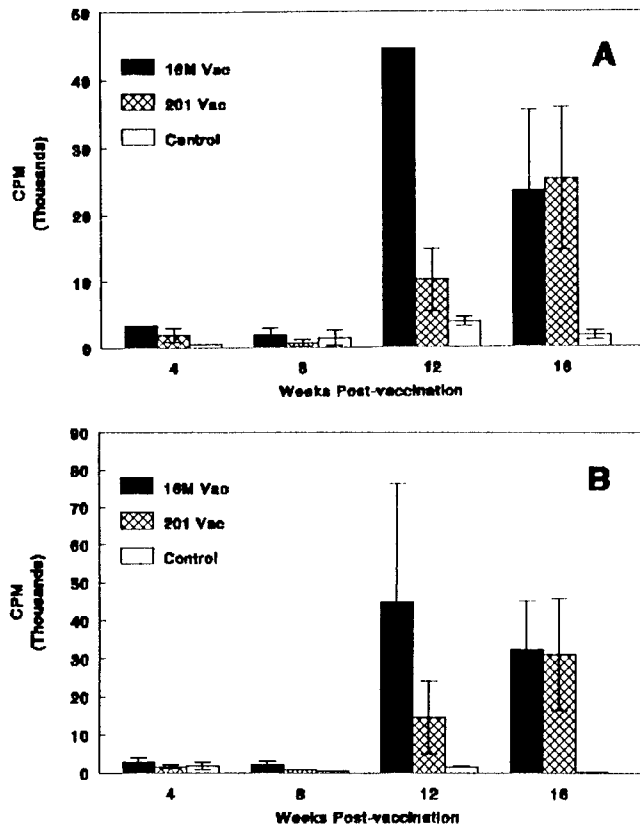 A
50
40
30
20
10
0
CPM
(Thousands)
16M Vac
201 Vac
Control
4
8
12
16
Weeks Post-vaccination
B
90
80
70
60
50
40
30
20
10
0
CPM
(Thousands)
16M Vac
201 Vac
Control
4
8
12
16
Weeks Post-vaccination